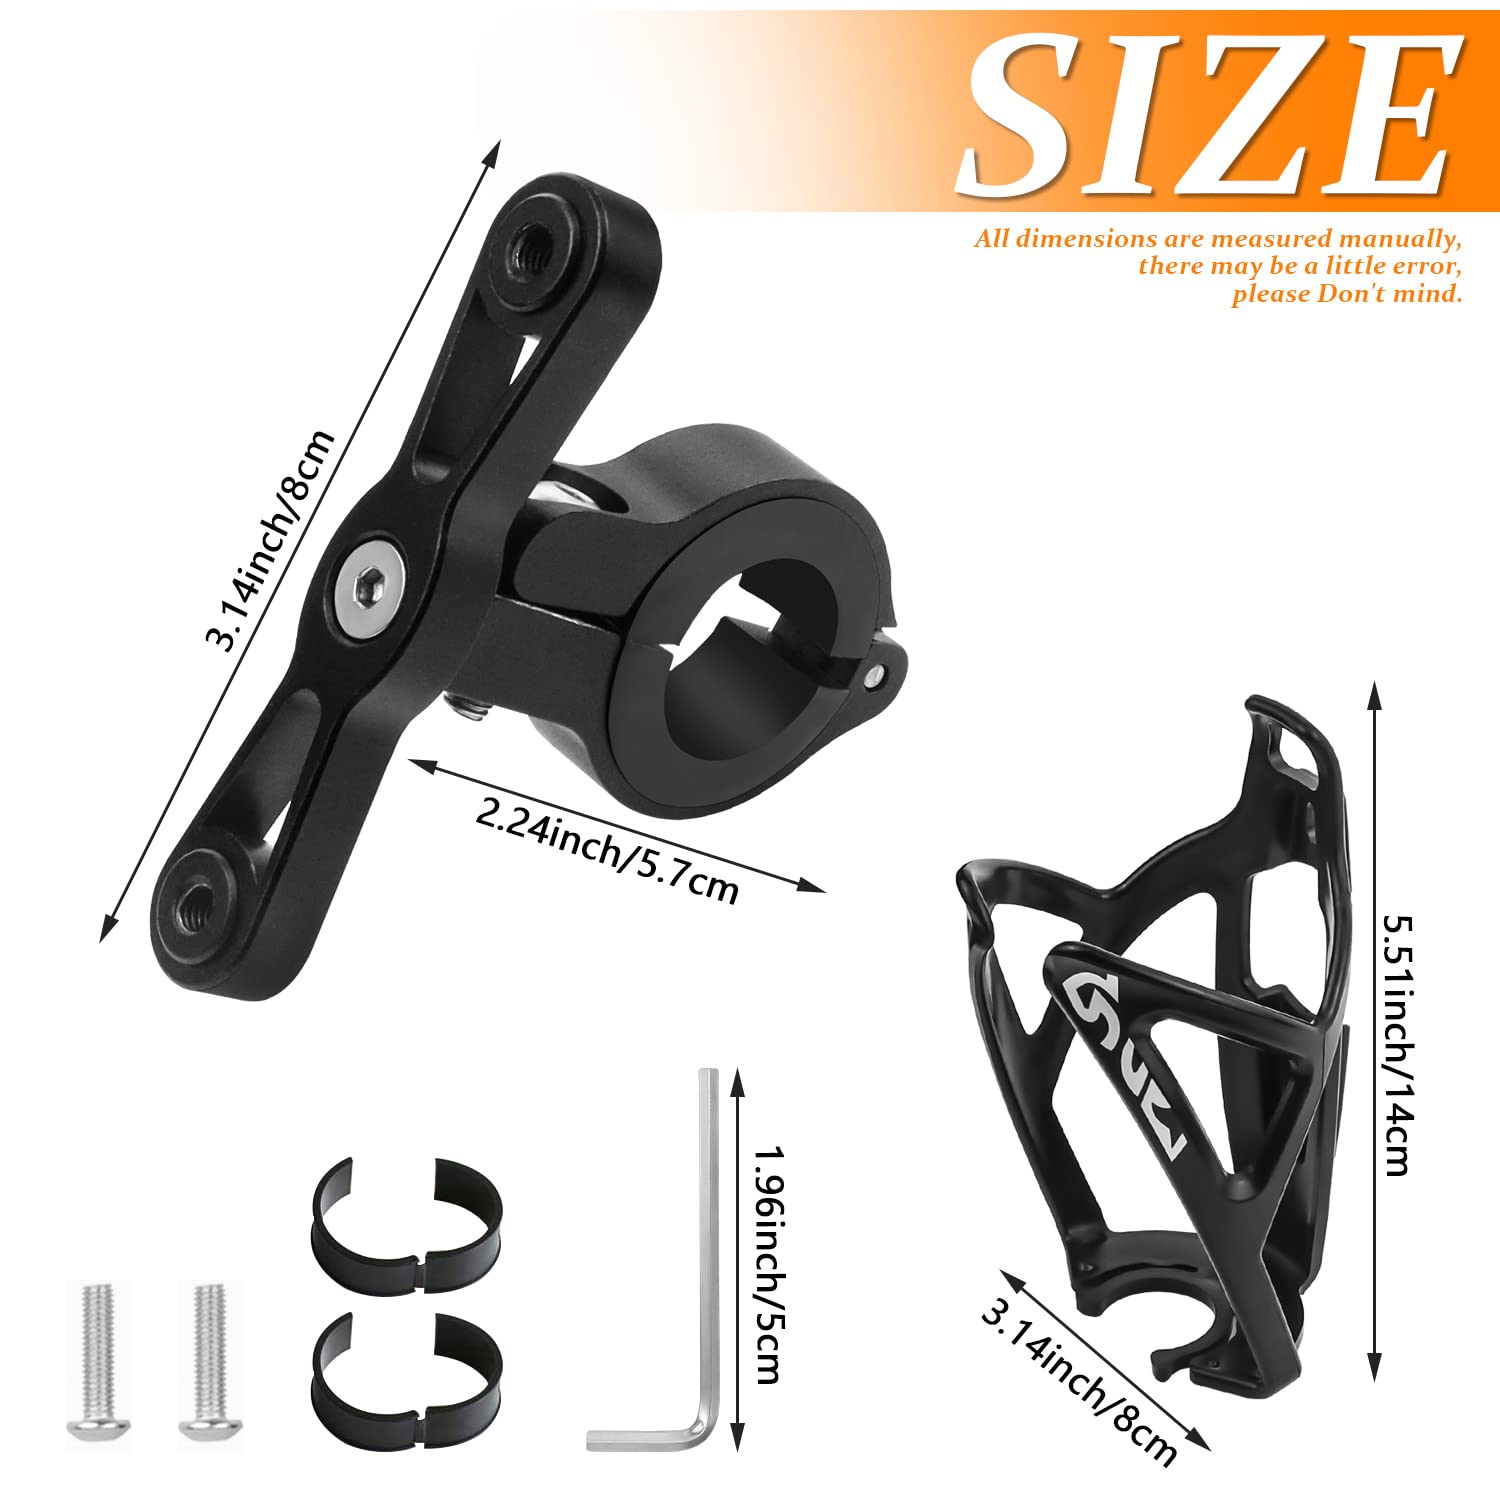 SIZE
All dimensions are measured manually,
there may be a little error,
please Don't mind.
3.14inch/8cm
2.24inch/5.7cm
5.51inch/14cm
1.96inch/5cm
3.14inch/8cm